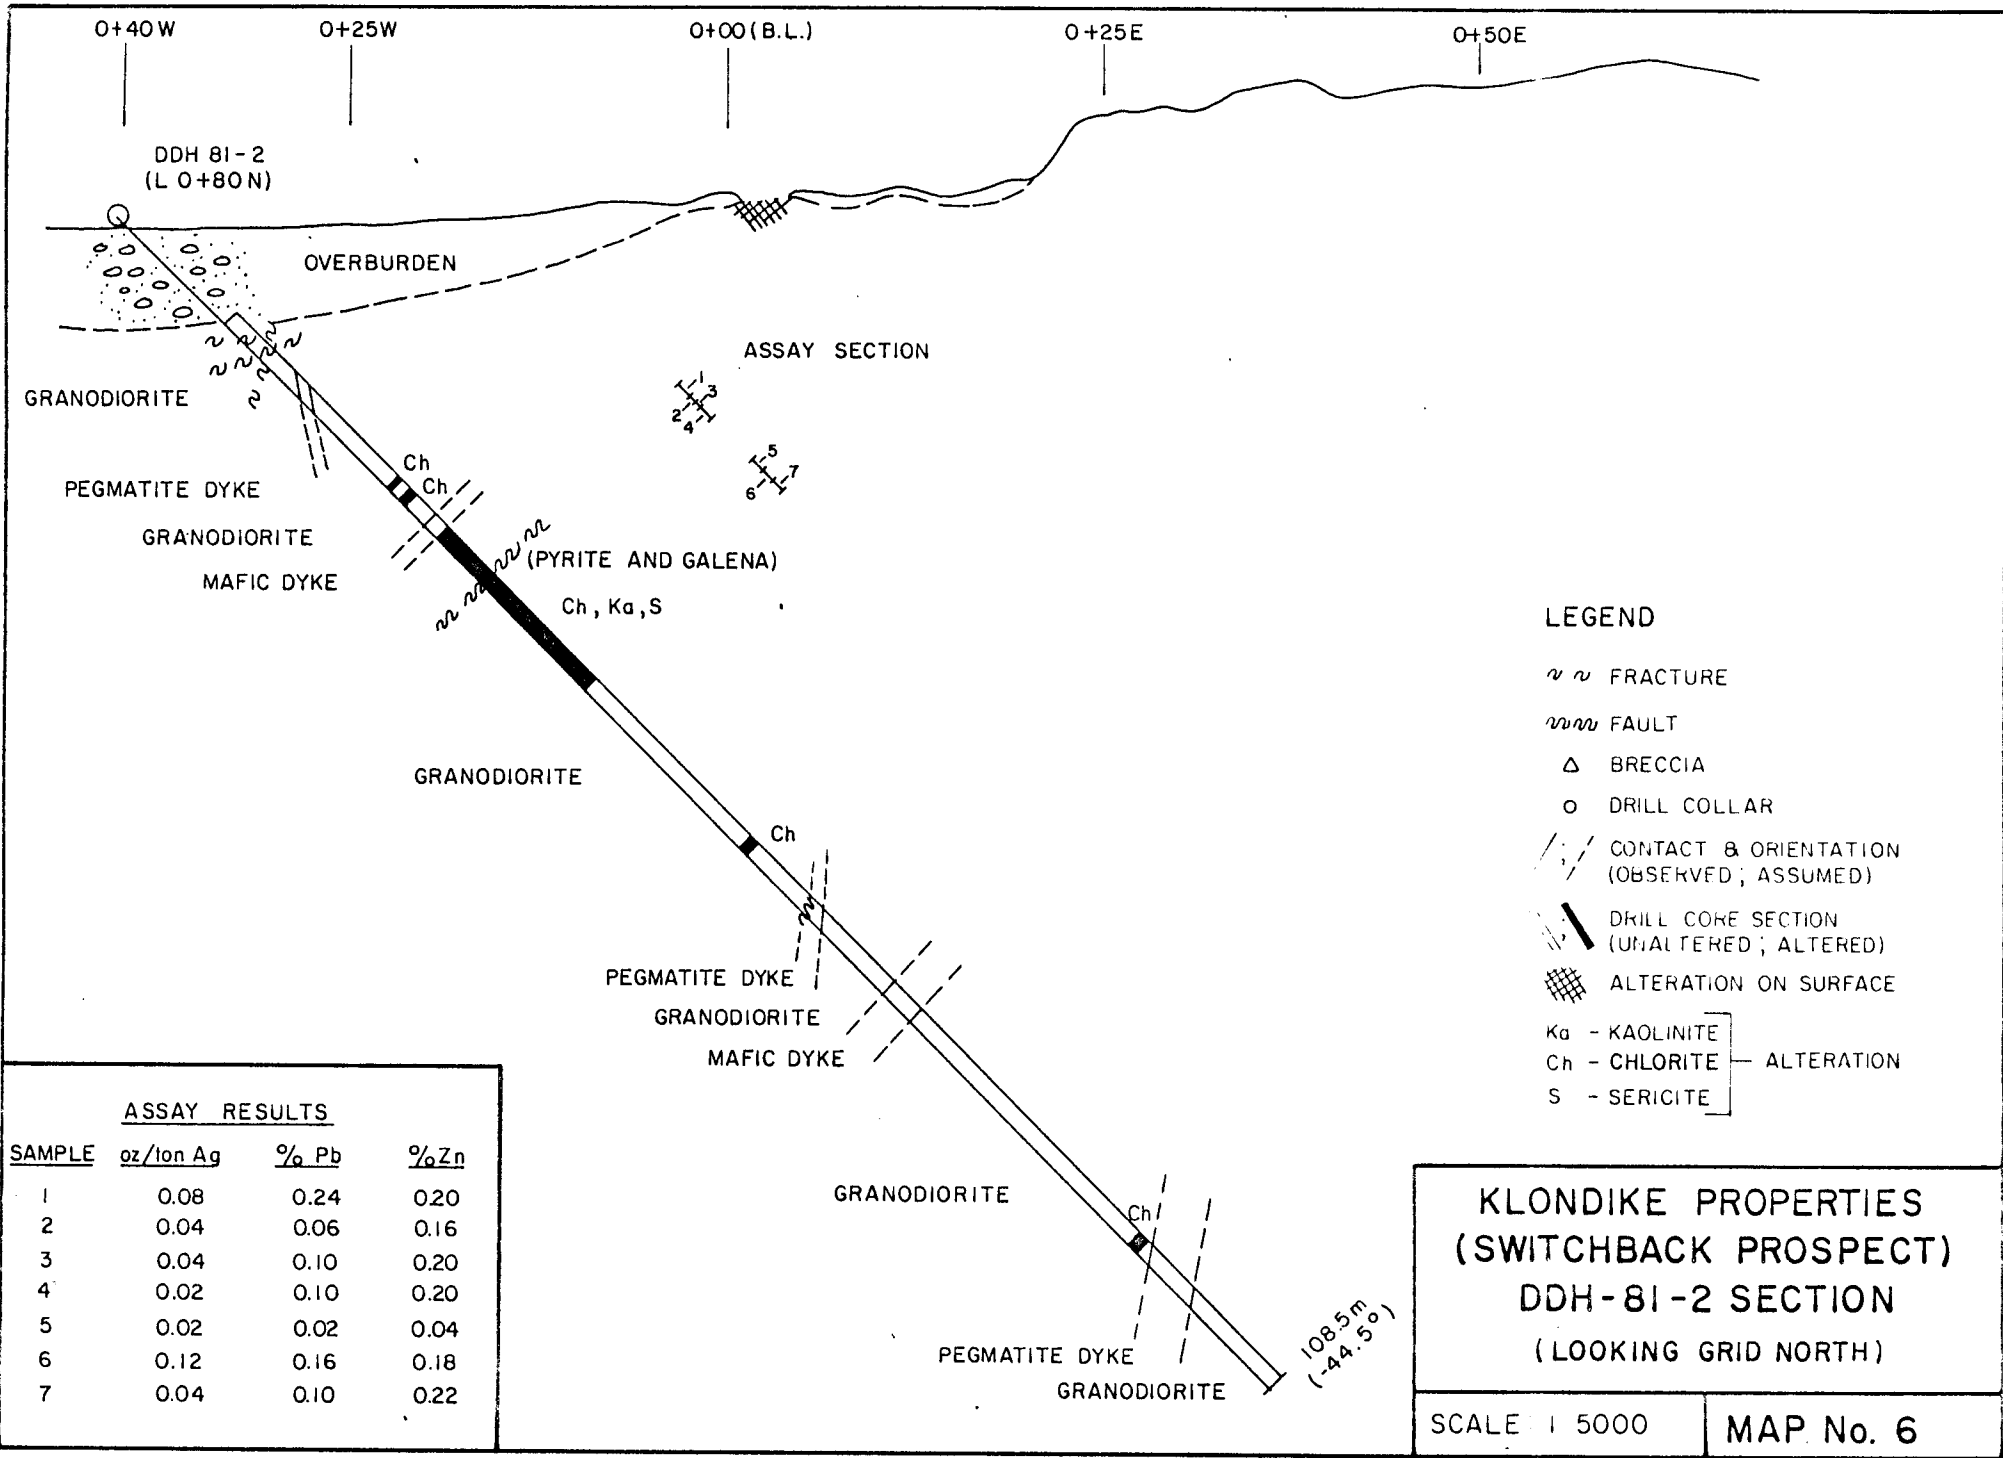 0+40W 0+25W 0+00(B.L.) 0+25E 0+50E
DDH 81-2
(L 0+80N)
OVERBURDEN
ASSAY SECTION
1
3
2
4
5
7
6
GRANODIORITE
Ch
PEGMATITE DYKE
Ch
GRANODIORITE
(PYRITE AND GALENA)
MAFIC DYKE
Ch, Ka, S
GRANODIORITE
Ch
PEGMATITE DYKE
GRANODIORITE
MAFIC DYKE
GRANODIORITE
Ch
PEGMATITE DYKE
GRANODIORITE
108.5m
(-44.5°)
LEGEND
FRACTURE
FAULT
BRECCIA
DRILL COLLAR
CONTACT & ORIENTATION
(OBSERVED; ASSUMED)
DRILL CORE SECTION
(UNALTERED; ALTERED)
ALTERATION ON SURFACE
Ka - KAOLINITE
Ch - CHLORITE
S - SERICITE
ALTERATION
ASSAY RESULTS
SAMPLE oz/ton Ag % Pb % Zn
1 0.08 0.24 0.20
2 0.04 0.06 0.16
3 0.04 0.10 0.20
4 0.02 0.10 0.20
5 0.02 0.02 0.04
6 0.12 0.16 0.18
7 0.04 0.10 0.22
KLONDIKE PROPERTIES
(SWITCHBACK PROSPECT)
DDH-81-2 SECTION
(LOOKING GRID NORTH)
SCALE 1 5000
MAP No. 6